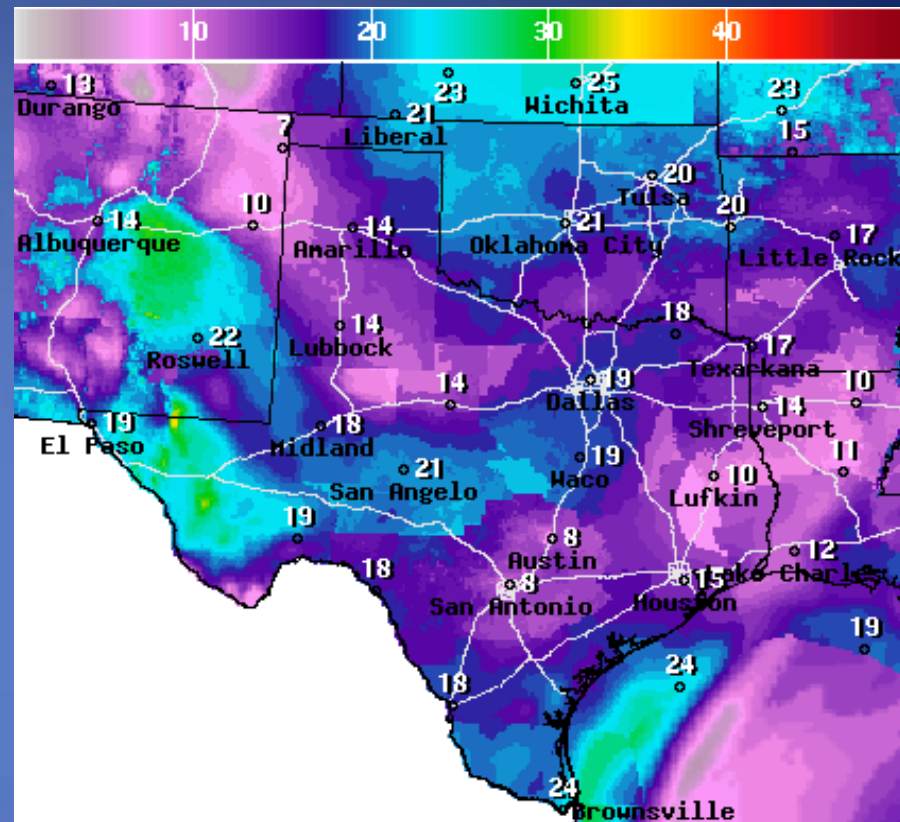 10 20 30 40
13 23 25 23
Durango Wichita
21
Liberal
7 15
20
Tulsa
14 10 14 21 20 17
Albuquerque Amarillo Oklahoma City Little Rock
22 14 18 17
Roswell Lubbock Texarkana
14 19 14 10
Dallas
19 18 Shreveport
El Paso Midland
21 19 10 11
San Angelo Waco Lufkin
19 8 12
Austin
18 8 15 Lake Charles
San Antonio Houston
19
24
18
24
Brownsville